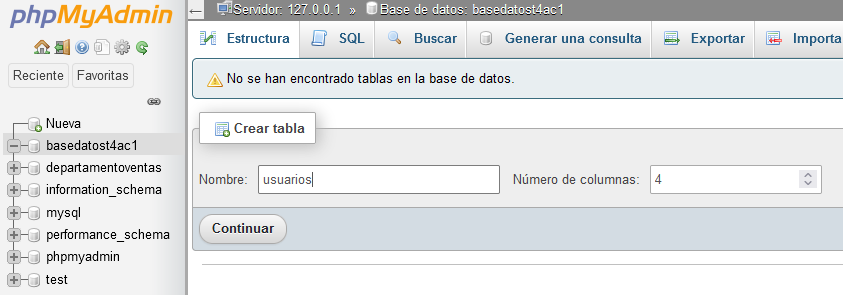 phpMyAdmin
Reciente Favoritas
Nueva
basedatost4ac1
departamentoventas
information_schema
mysql
performance_schema
phpmyadmin
test
Servidor: 127.0.0.1 » Base de datos: basedatost4ac1
Estructura SQL Buscar Generar una consulta Exportar Importa
No se han encontrado tablas en la base de datos.
Crear tabla
Nombre: usuarios Número de columnas: 4
Continuar